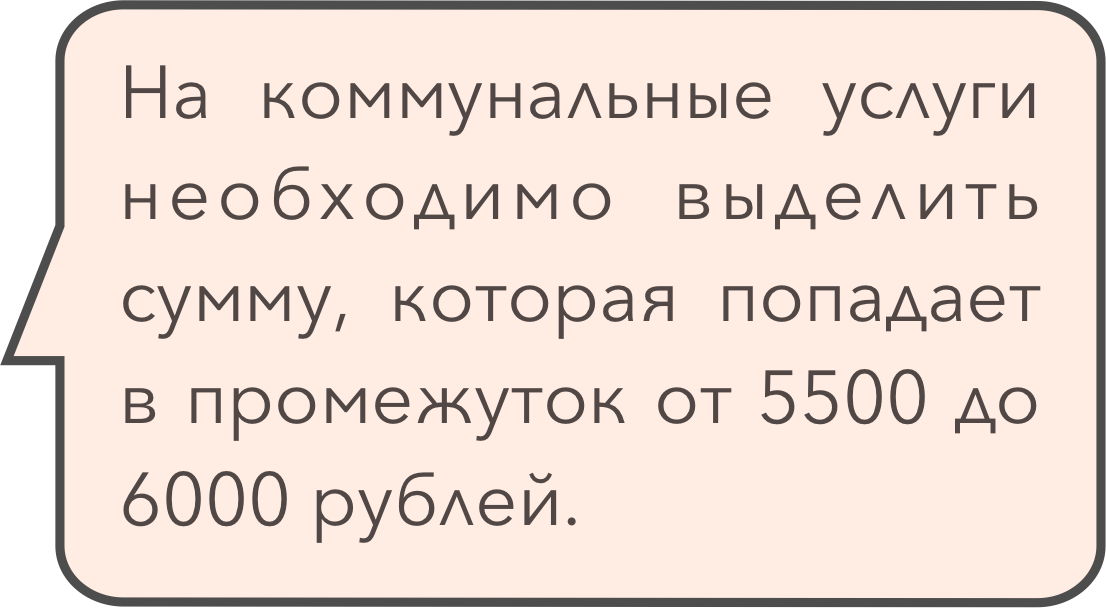 На коммунальные услуги
необходимо выделить
сумму, которая попадает
в промежуток от 5500 до
6000 рублей.